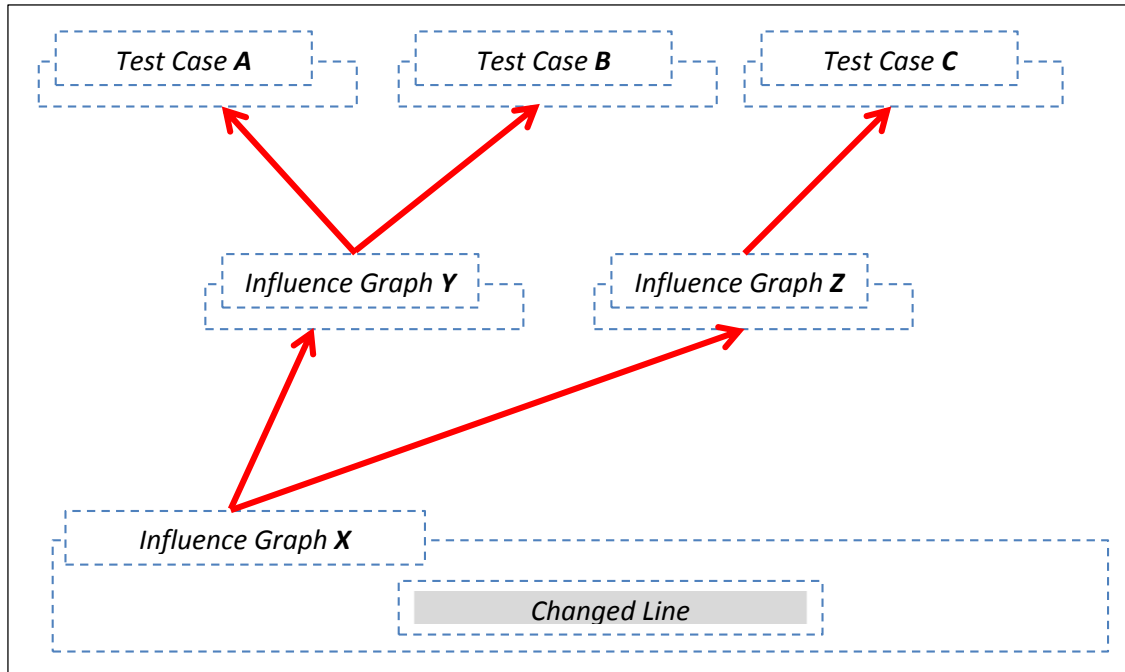 Test Case A
Test Case B
Test Case C
Influence Graph Y
Influence Graph Z
Influence Graph X
Changed Line